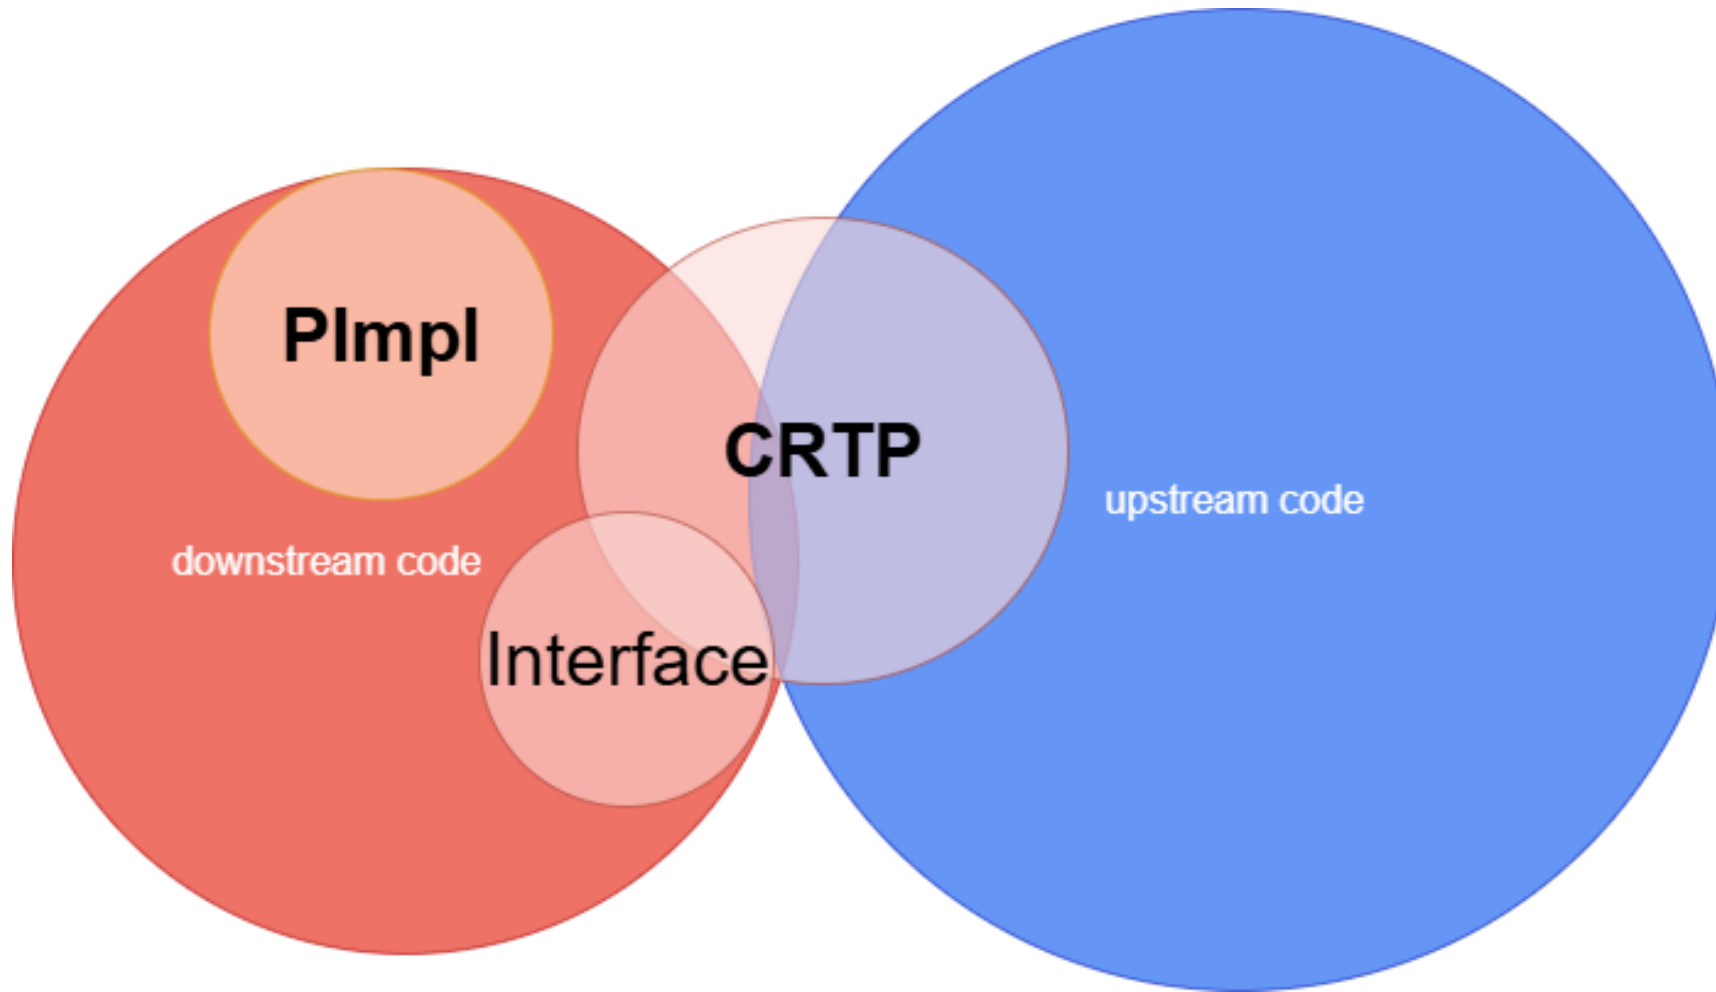 PImpl
CRTP
upstream code
downstream code
Interface